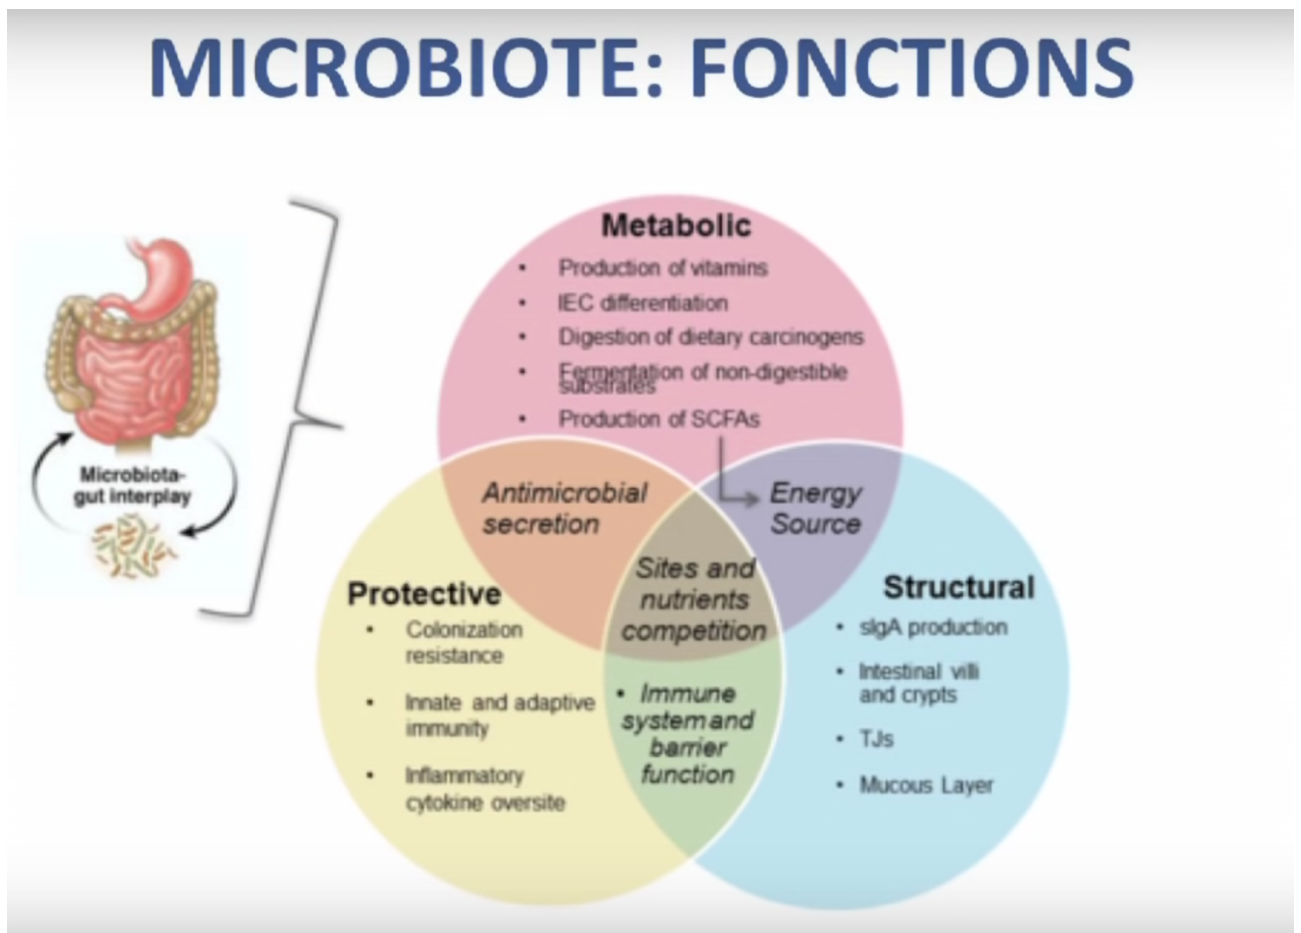 MICROBIOTE: FONCTIONS
Microbiota-
gut interplay
Metabolic
• Production of vitamins
• IEC differentiation
• Digestion of dietary carcinogens
• Fermentation of non-digestible
substrates
• Production of SCFAs
Antimicrobial
secretion
Energy
Source
Sites and
nutrients
competition
Protective
• Colonization
resistance
• Innate and adaptive
immunity
• Inflammatory
cytokine oversite
• Immune
system and
barrier
function
Structural
• sIgA production
• Intestinal villi
and crypts
• TJs
• Mucous Layer